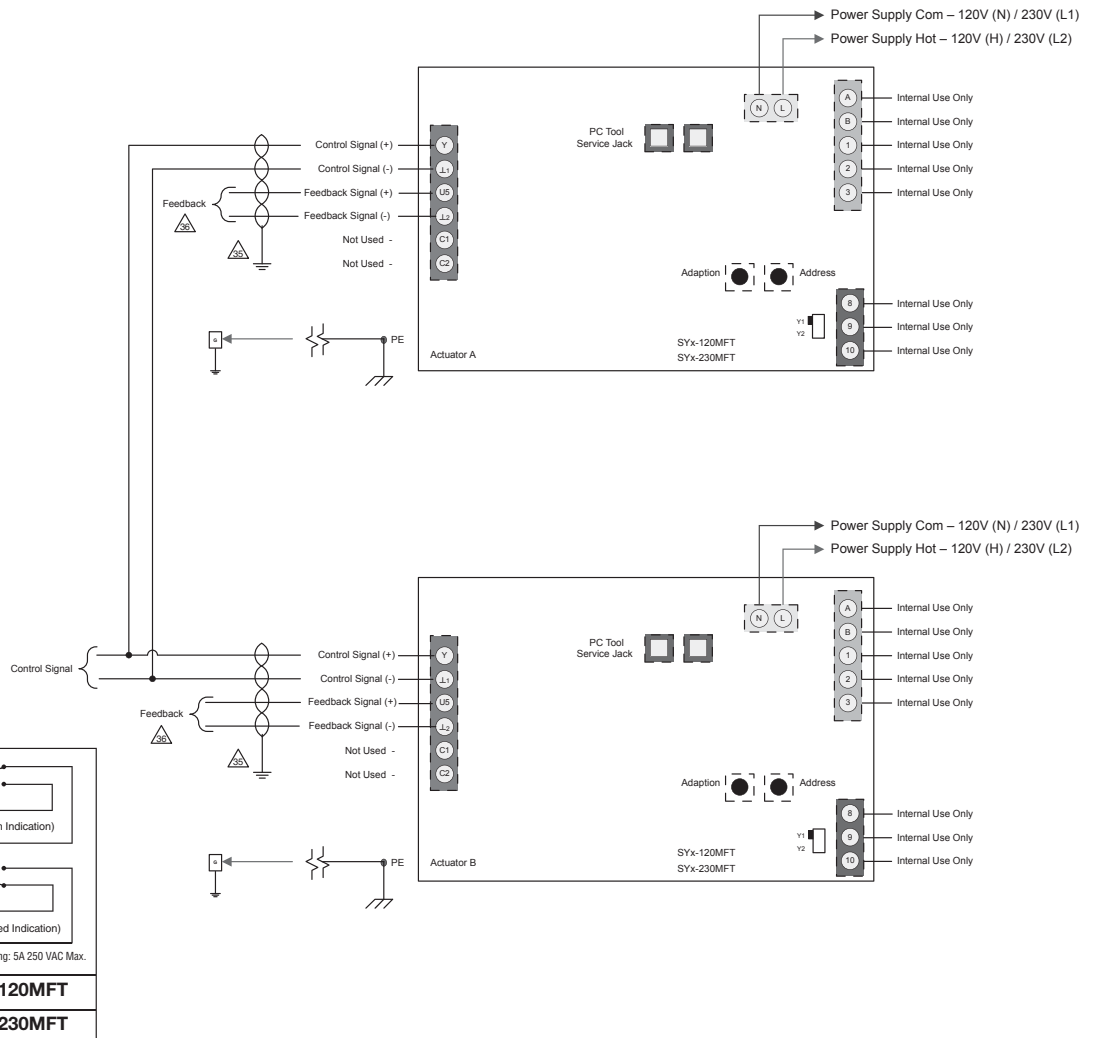 Power Supply Com – 120V (N) / 230V (L1)
Power Supply Hot – 120V (H) / 230V (L2)
N L
PC Tool
Service Jack
A Internal Use Only
B Internal Use Only
1 Internal Use Only
2 Internal Use Only
3 Internal Use Only
Control Signal (+) Y
Control Signal (-) ⊥1
Feedback Signal (+) U5
Feedback Signal (-) ⊥2
Not Used - C1
Not Used - C2
Feedback
36
35
Adaption Address
8 Internal Use Only
9 Internal Use Only
10 Internal Use Only
Y1
Y2
G
PE
Actuator A
SYx-120MFT
SYx-230MFT
Power Supply Com – 120V (N) / 230V (L1)
Power Supply Hot – 120V (H) / 230V (L2)
N L
PC Tool
Service Jack
A Internal Use Only
B Internal Use Only
1 Internal Use Only
2 Internal Use Only
3 Internal Use Only
Control Signal
Control Signal (+) Y
Control Signal (-) ⊥1
Feedback Signal (+) U5
Feedback Signal (-) ⊥2
Not Used - C1
Not Used - C2
Feedback
36
35
Adaption Address
8 Internal Use Only
9 Internal Use Only
10 Internal Use Only
Y1
Y2
G
PE
Actuator B
SYx-120MFT
SYx-230MFT
n Indication)
ed Indication)
ng: 5A 250 VAC Max.
120MFT
230MFT